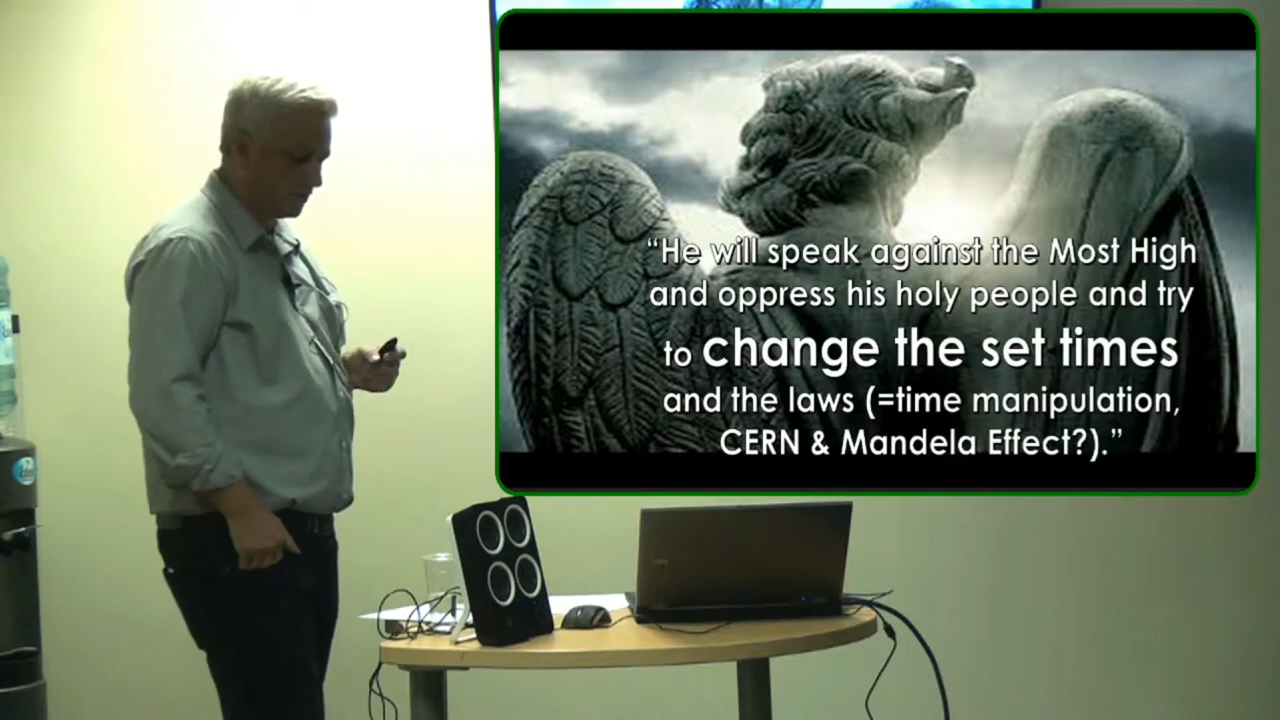 “He will speak against the Most High
and oppress his holy people and try
to change the set times
and the laws (=time manipulation,
CERN & Mandela Effect?).”